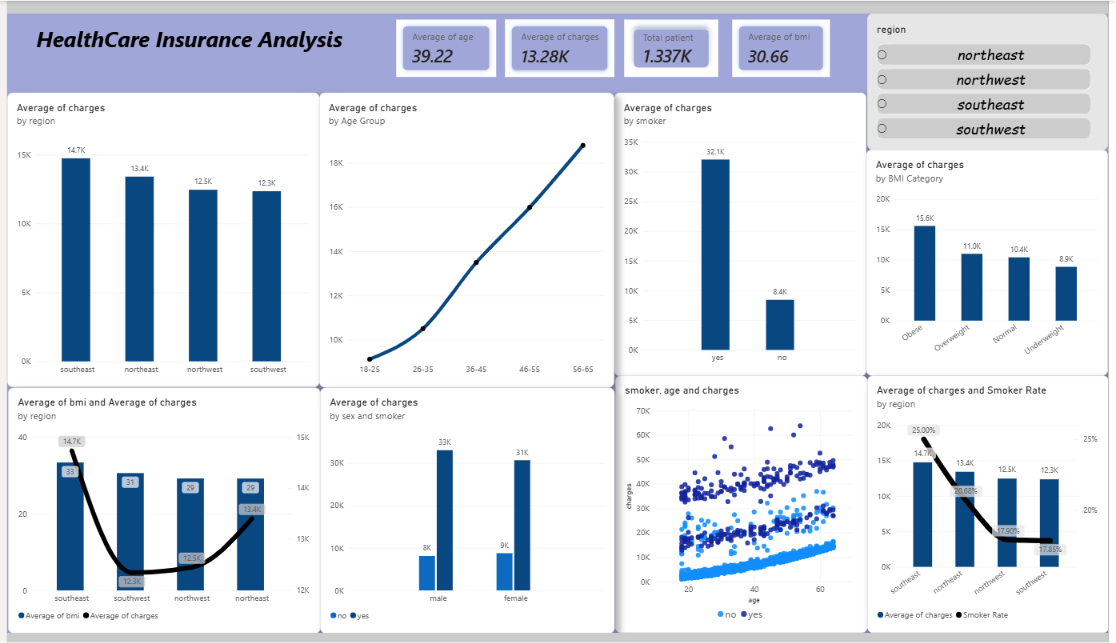 HealthCare Insurance Analysis
Average of age
39.22
Average of charges
13.28K
Total patient
1.337K
Average of bmi
30.66
region
northeast
northwest
southeast
southwest
Average of charges
by region
15K
10K
5K
0K
14.7K
13.4K
12.5K
12.3K
southeast northeast northwest southwest
Average of charges
by Age Group
18K
16K
14K
12K
10K
18-25 26-35 36-45 46-55 56-65
Average of charges
by smoker
35K
30K
25K
20K
15K
10K
5K
0K
32.1K
8.4K
yes no
Average of charges
by BMI Category
20K
15K
10K
5K
0K
15.6K
11.0K
10.4K
8.9K
Obese Overweight Normal Underweight
Average of bmi and Average of charges
by region
40
20
0
15K
14K
13K
12K
14.7K
33
31
12.3K
29
12.5K
29
13.4K
southeast southwest northwest northeast
Average of bmi Average of charges
Average of charges
by sex and smoker
30K
20K
10K
0K
8K
33K
9K
31K
male female
no yes
smoker, age and charges
charges
70K
60K
50K
40K
30K
20K
10K
0K
20 40 60
age
no yes
Average of charges and Smoker Rate
by region
20K
15K
10K
5K
0K
25%
20%
25.00%
14.7K
13.4K
20.68%
12.5K
17.90%
12.3K
17.85%
southeast northeast northwest southwest
Average of charges Smoker Rate